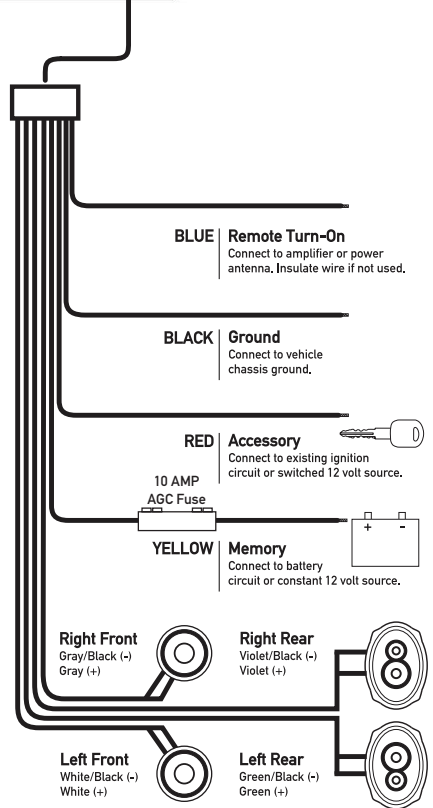 BLUE Remote Turn-On
Connect to amplifier or power
antenna. Insulate wire if not used.
BLACK Ground
Connect to vehicle
chassis ground.
RED Accessory
Connect to existing ignition
circuit or switched 12 volt source.
10 AMP
AGC Fuse
+ -
YELLOW Memory
Connect to battery
circuit or constant 12 volt source.
Right Front
Gray/Black (-)
Gray (+)
Right Rear
Violet/Black (-)
Violet (+)
Left Front
White/Black (-)
White (+)
Left Rear
Green/Black (-)
Green (+)